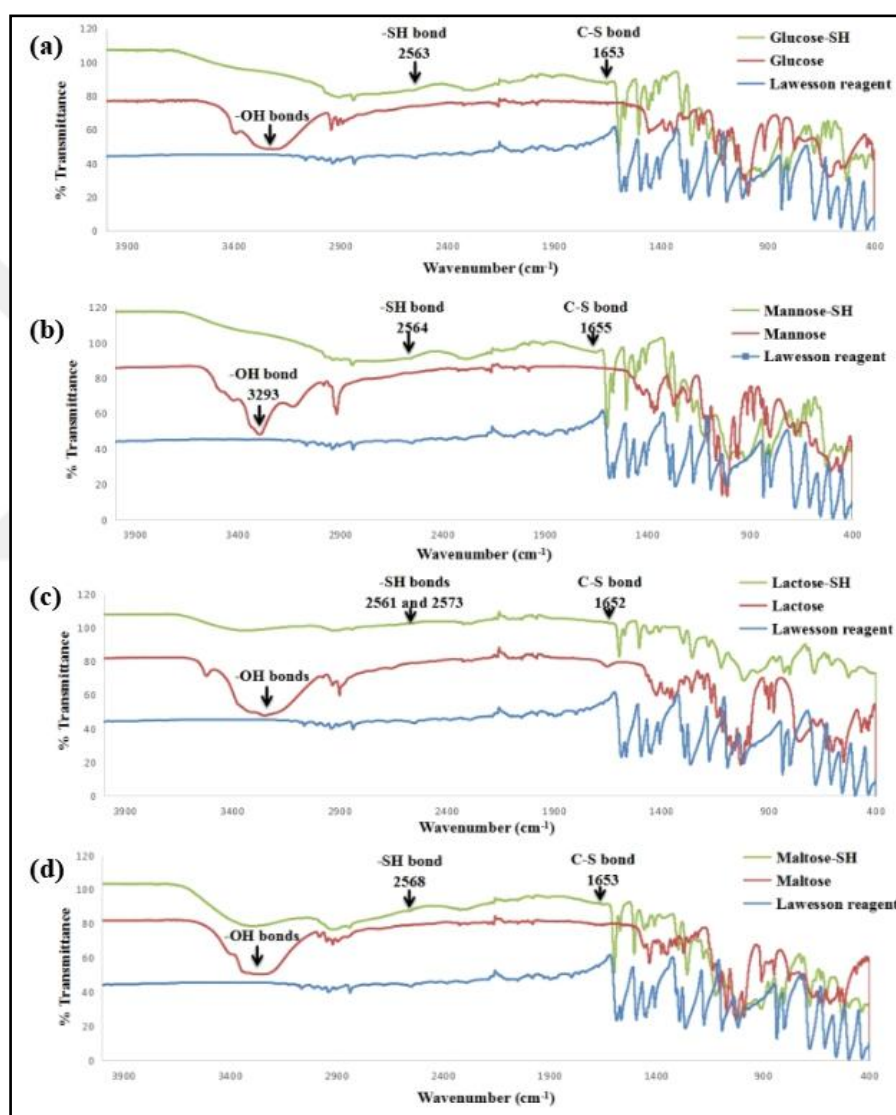 (a)
-SH bond
2563
C-S bond
1653
Glucose-SH
Glucose
Lawesson reagent
-OH bonds
% Transmittance
120
100
80
60
40
20
0
3900
3400
2900
2400
1900
1400
900
400
Wavenumber (cm-1)
(b)
-SH bond
2564
C-S bond
1655
Mannose-SH
Mannose
Lawesson reagent
-OH bond
3293
% Transmittance
120
100
80
60
40
20
0
3900
3400
2900
2400
1900
1400
900
400
Wavenumber (cm-1)
(c)
-SH bonds
2561 and 2573
C-S bond
1652
Lactose-SH
Lactose
Lawesson reagent
-OH bonds
% Transmittance
120
100
80
60
40
20
0
3900
3400
2900
2400
1900
1400
900
400
Wavenumber (cm-1)
(d)
-SH bond
2568
C-S bond
1653
Maltose-SH
Maltose
Lawesson reagent
-OH bonds
% Transmittance
120
100
80
60
40
20
0
3900
3400
2900
2400
1900
1400
900
400
Wavenumber (cm-1)